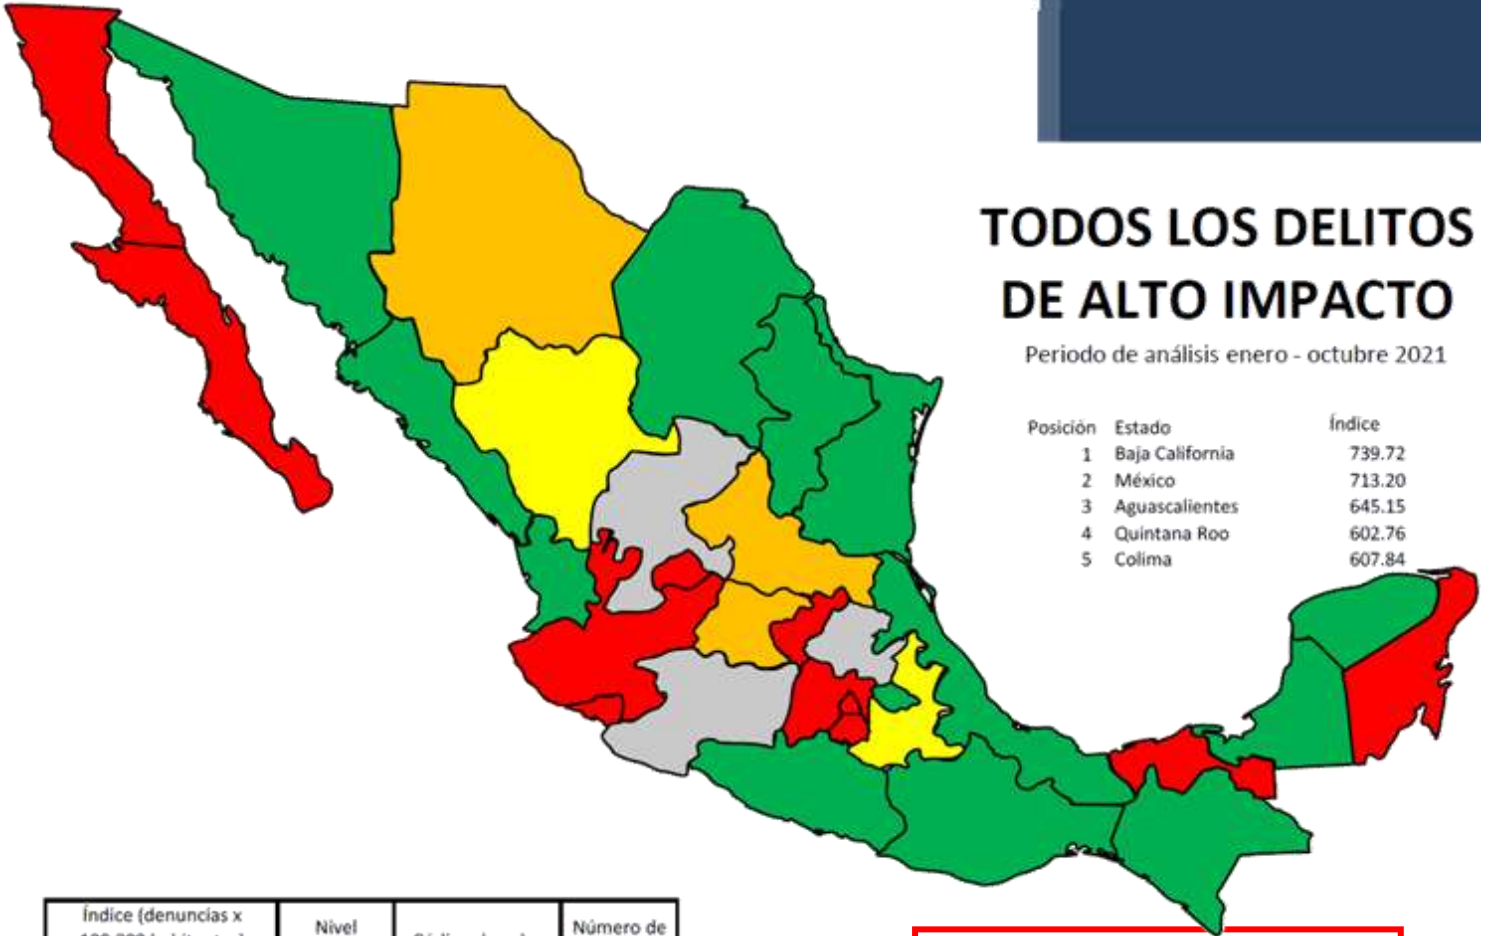 TODOS LOS DELITOS
DE ALTO IMPACTO
Periodo de análisis enero - octubre 2021
Posición Estado Índice
1 Baja California 739.72
2 México 713.20
3 Aguascalientes 645.15
4 Quintana Roo 602.76
5 Colima 607.84
Índice (denuncias x
Nivel
Número de